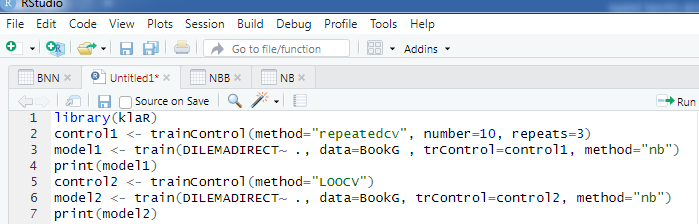 RStudio
File Edit Code View Plots Session Build Debug Profile Tools Help
Go to file/function Addins
BNN Untitled1* NBB NB
Source on Save Run
1 library(klaR)
2 control1 <- trainControl(method="repeatedcv", number=10, repeats=3)
3 model1 <- train(DILEMADIRECT~ ., data=BookG , trControl=control1, method="nb")
4 print(model1)
5 control2 <- trainControl(method="LOOCV")
6 model2 <- train(DILEMADIRECT~ ., data=BookG, trControl=control2, method="nb")
7 print(model2)